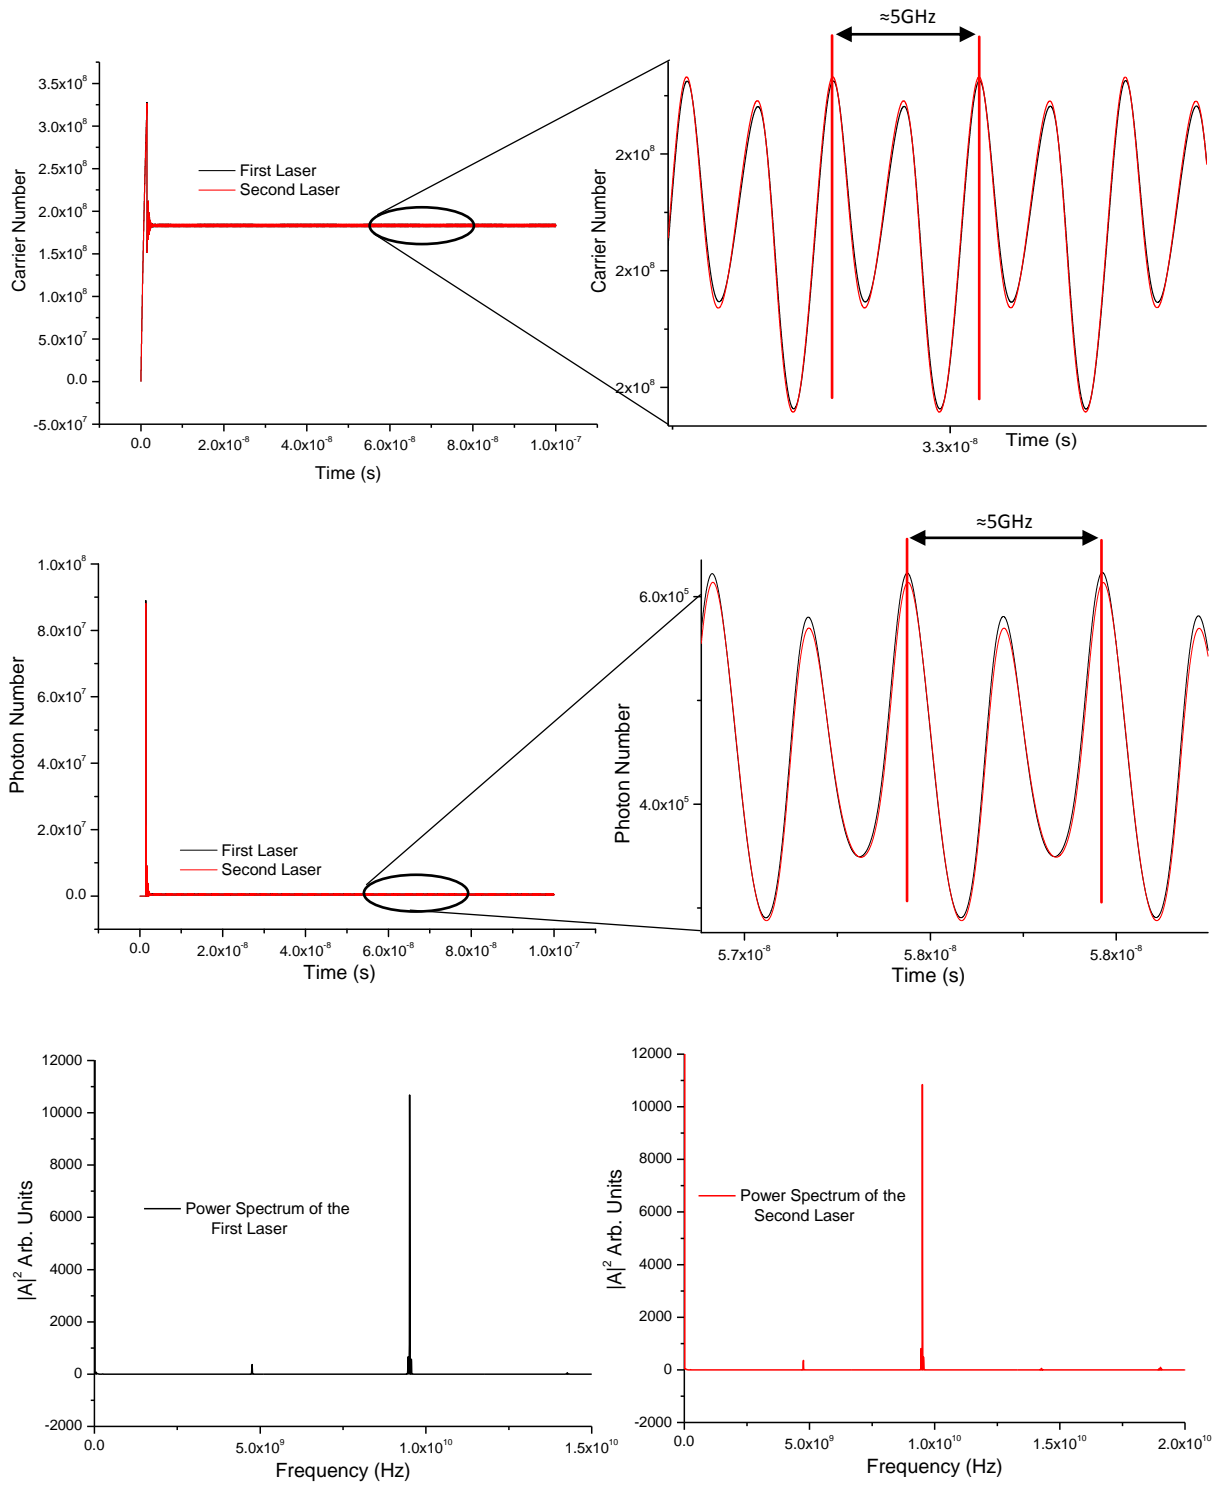 ≈5GHz
3.5x10⁸
3.0x10⁸
2.5x10⁸
2.0x10⁸
1.5x10⁸
1.0x10⁸
5.0x10⁷
0.0
-5.0x10⁷
Carrier Number
First Laser
Second Laser
0.0
2.0x10⁻⁸
4.0x10⁻⁸
6.0x10⁻⁸
8.0x10⁻⁸
1.0x10⁻⁷
Time (s)
2x10⁸
2x10⁸
2x10⁸
Carrier Number
3.3x10⁻⁸
Time (s)
≈5GHz
1.0x10⁸
8.0x10⁷
6.0x10⁷
4.0x10⁷
2.0x10⁷
0.0
Photon Number
First Laser
Second Laser
0.0
2.0x10⁻⁸
4.0x10⁻⁸
6.0x10⁻⁸
8.0x10⁻⁸
1.0x10⁻⁷
Time (s)
6.0x10⁵
4.0x10⁵
Photon Number
5.7x10⁻⁸
5.8x10⁻⁸
5.8x10⁻⁸
Time (s)
12000
10000
8000
6000
4000
2000
0
-2000
|A|² Arb. Units
Power Spectrum of the
First Laser
0.0
5.0x10⁹
1.0x10¹⁰
1.5x10¹⁰
Frequency (Hz)
12000
10000
8000
6000
4000
2000
0
-2000
|A|² Arb. Units
Power Spectrum of the
Second Laser
0.0
5.0x10⁹
1.0x10¹⁰
1.5x10¹⁰
2.0x10¹⁰
Frequency (Hz)